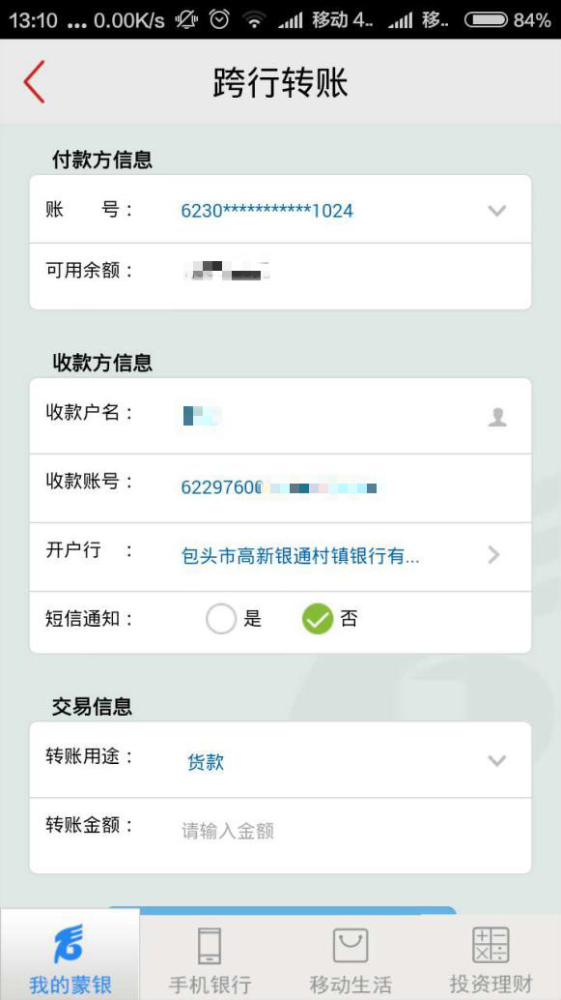 13:10 ... 0.00K/s 移动 4.. 移.. 84%
跨行转账
付款方信息
账 号： 6230***********1024
可用余额：
收款方信息
收款户名：
收款账号： 62297600
开户行 ： 包头市高新银通村镇银行有...
短信通知： 是 否
交易信息
转账用途： 货款
转账金额： 请输入金额
我的蒙银 手机银行 移动生活 投资理财